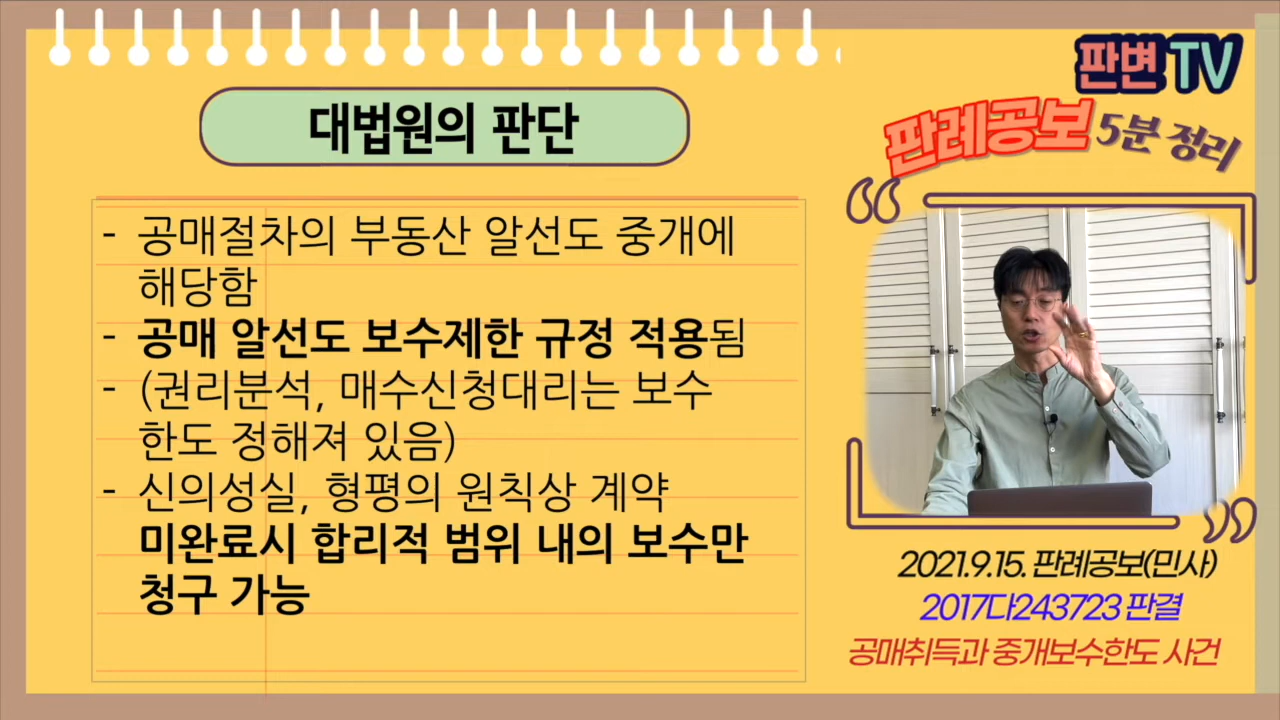 대법원의 판단
- 공매절차의 부동산 알선도 중개에
해당함
- 공매 알선도 보수제한 규정 적용됨
- (권리분석, 매수신청대리는 보수
한도 정해져 있음)
- 신의성실, 형평의 원칙상 계약
미완료시 합리적 범위 내의 보수만
청구 가능
판변 TV
판례공보 5분 정리
2021.9.15. 판례공보(민사)
2017다243723 판결
공매취득과 중개보수한도 사건